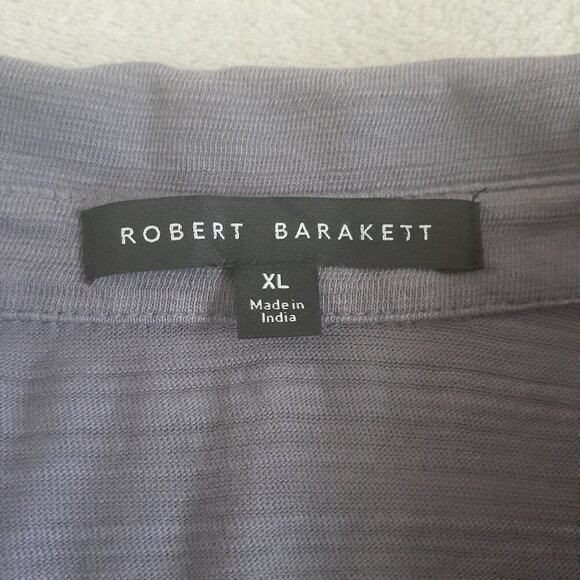 ROBERT BARAKETT
XL
Made in
India